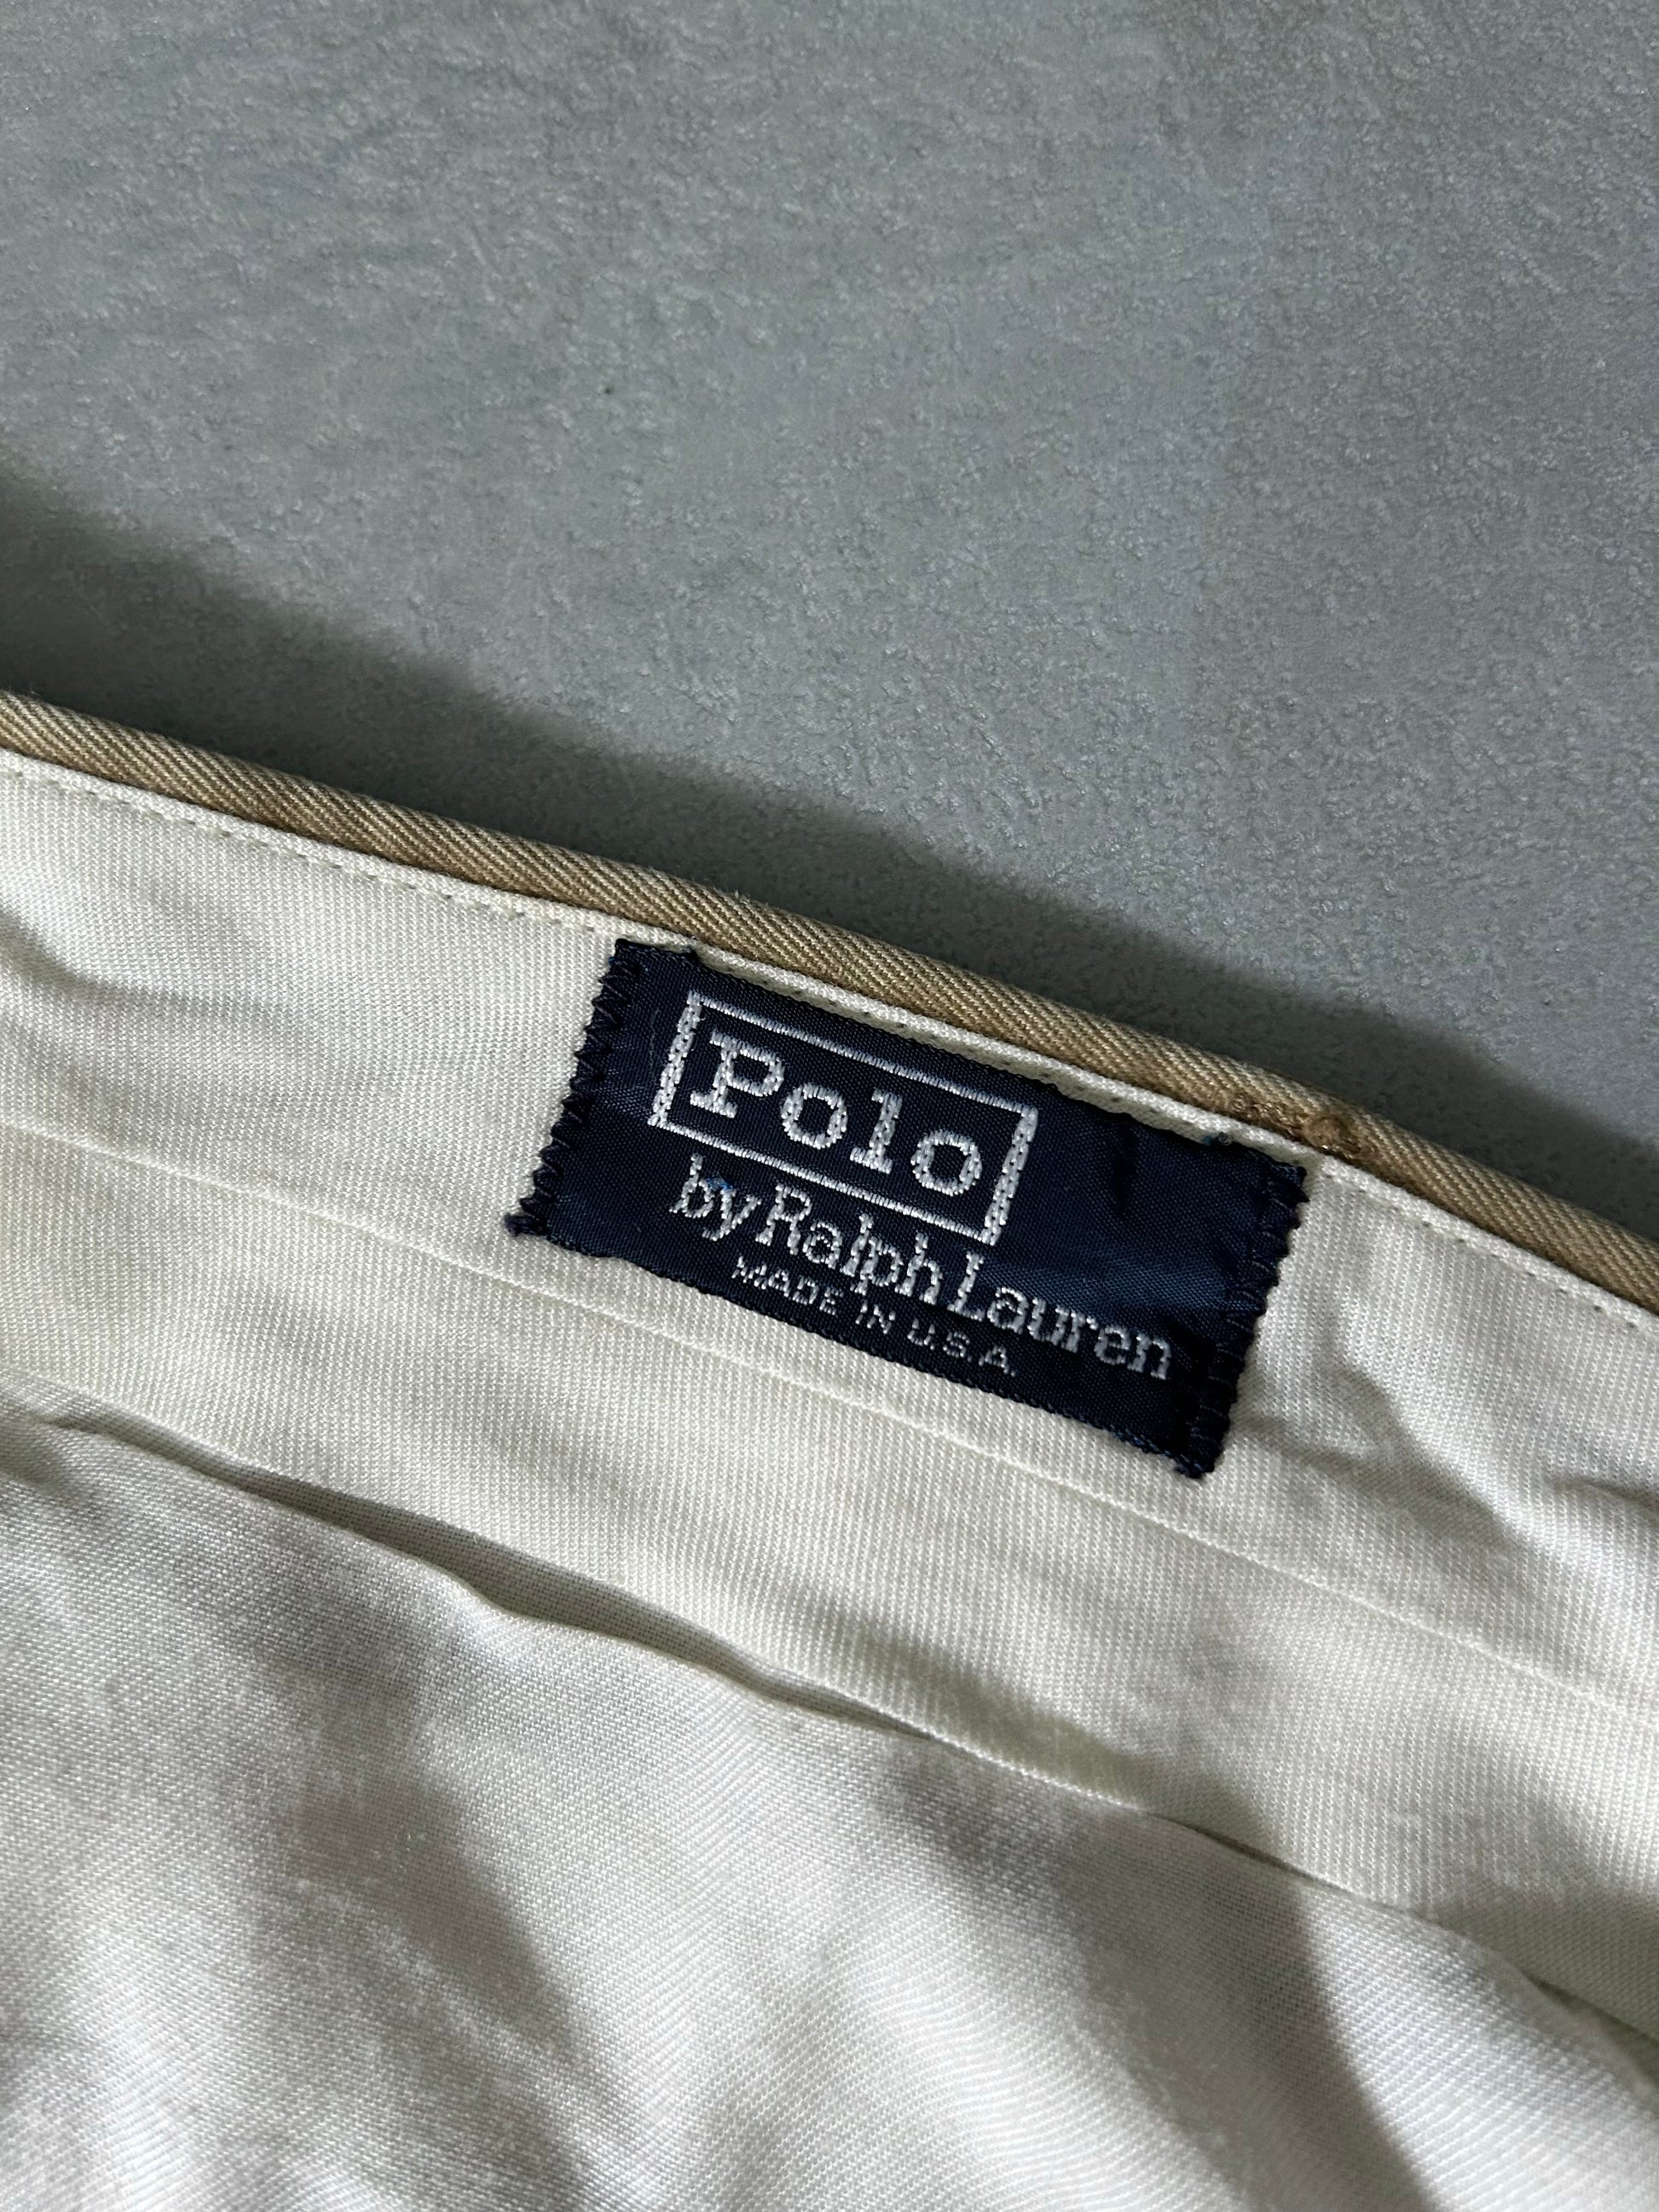 Polo
by Ralph Lauren
MADE IN U.S.A.